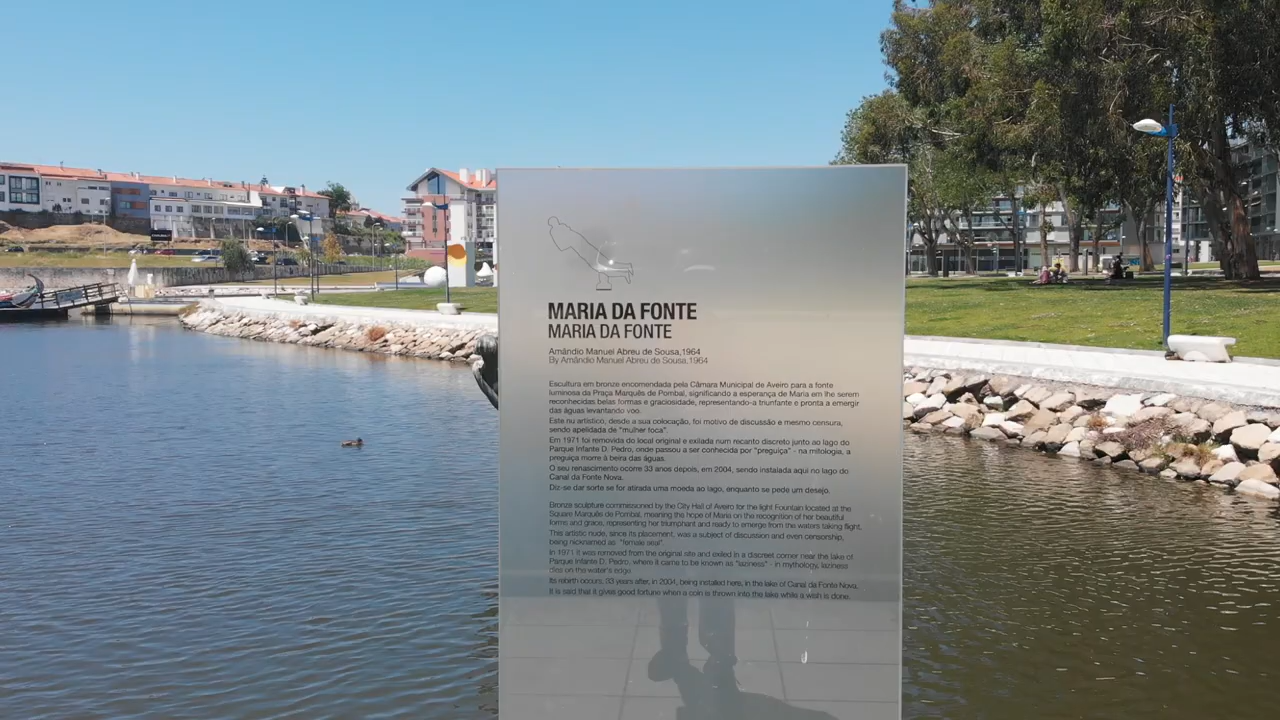 MARIA DA FONTE
MARIA DA FONTE
Amândio Manuel Abreu de Sousa,1964
By Amândio Manuel Abreu de Sousa,1964
Escultura em bronze encomendada pela Câmara Municipal de Aveiro para a fonte
luminosa da Praça Marquês de Pombal, significando a esperança de Maria em lhe serem
reconhecidas belas formas e graciosidade, representando-a triunfante e pronta a emergir
das águas levantando voo.
Este nu artístico, desde a sua colocação, foi motivo de discussão e mesmo censura,
sendo apelidada de "mulher foca".
Em 1971 foi removida do local original e exilada num recanto discreto junto ao lago do
Parque Infante D. Pedro, onde passou a ser conhecida por "preguiça" - na mitologia, a
preguiça morre à beira das águas.
O seu renascimento ocorre 33 anos depois, em 2004, sendo instalada aqui no lago do
Canal da Fonte Nova.
Diz-se dar sorte se for atirada uma moeda ao lago, enquanto se pede um desejo.
Bronze sculpture commissioned by the City Hall of Aveiro for the light Fountain located at the
Square Marquês de Pombal, meaning the hope of Maria on the recognition of her beautiful
forms and grace, representing her triumphant and ready to emerge from the waters taking flight.
This artistic nude, since its placement, was a subject of discussion and even censorship,
being nicknamed as "female seal".
In 1971 it was removed from the original site and exiled in a discreet corner near the lake of
Parque Infante D. Pedro, where it came to be known as "laziness" - in mythology, laziness
dies on the water's edge.
Its rebirth occurs, 33 years after, in 2004, being installed here, in the lake of Canal da Fonte Nova.
It is said that it gives good fortune when a coin is thrown into the lake while a wish is done.